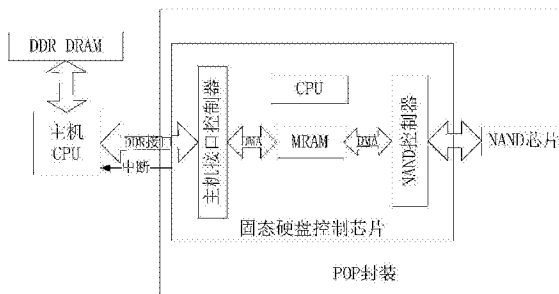 DDR DRAM
主机
CPU
DDR接口
中断
主机接口控制器
CPU
DMA
MRAM
DMA
NAND控制器
NAND芯片
固态硬盘控制芯片
POP封装